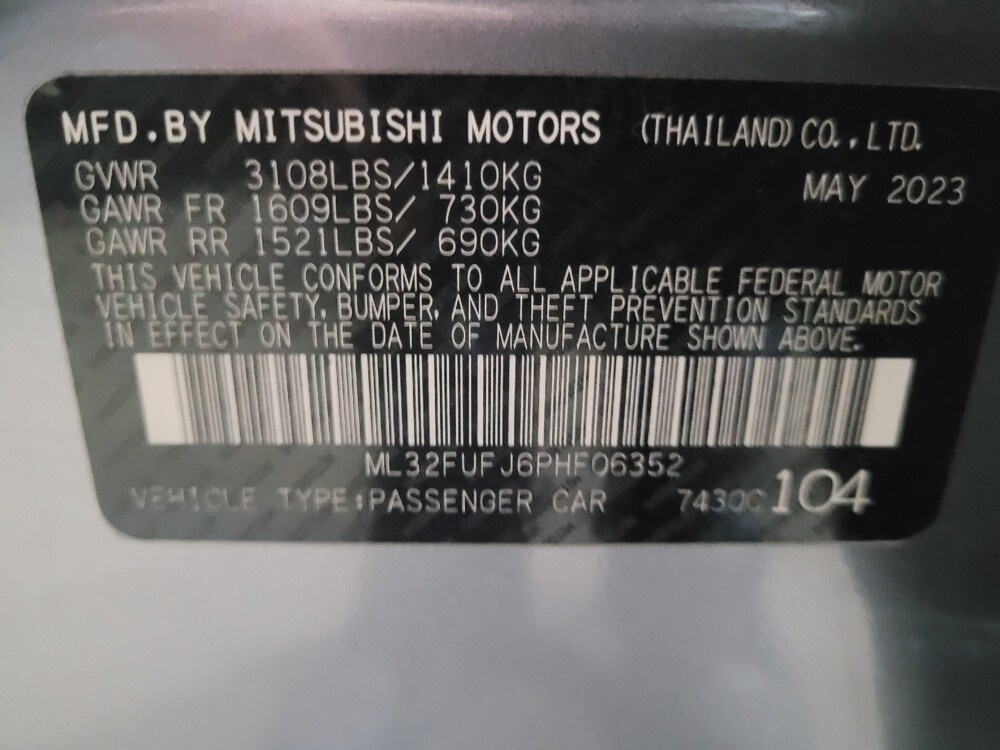 MFD.BY MITSUBISHI MOTORS (THAILAND) CO., LTD.
GVWR 3108LBS/1410KG MAY 2023
GAWR FR 1609LBS/ 730KG
GAWR RR 1521LBS/ 690KG
THIS VEHICLE CONFORMS TO ALL APPLICABLE FEDERAL MOTOR
VEHICLE SAFETY, BUMPER, AND THEFT PREVENTION STANDARDS
IN EFFECT ON THE DATE OF MANUFACTURE SHOWN ABOVE.
ML32FUFJ6PHF06352
VEHICLE TYPE:PASSENGER CAR 7430C 104